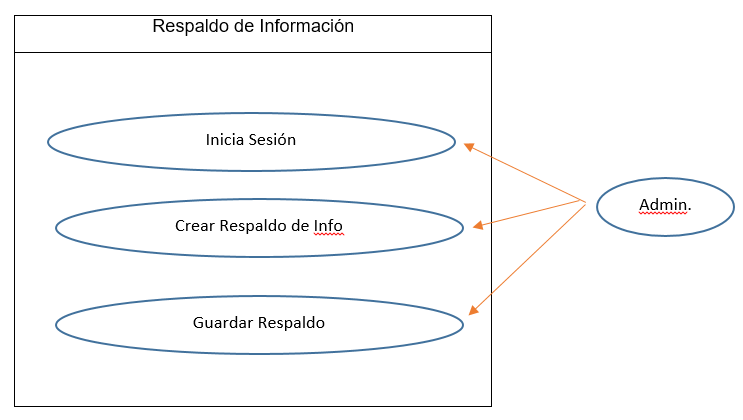 Respaldo de Información
Inicia Sesión
Crear Respaldo de Info
Admin.
Guardar Respaldo